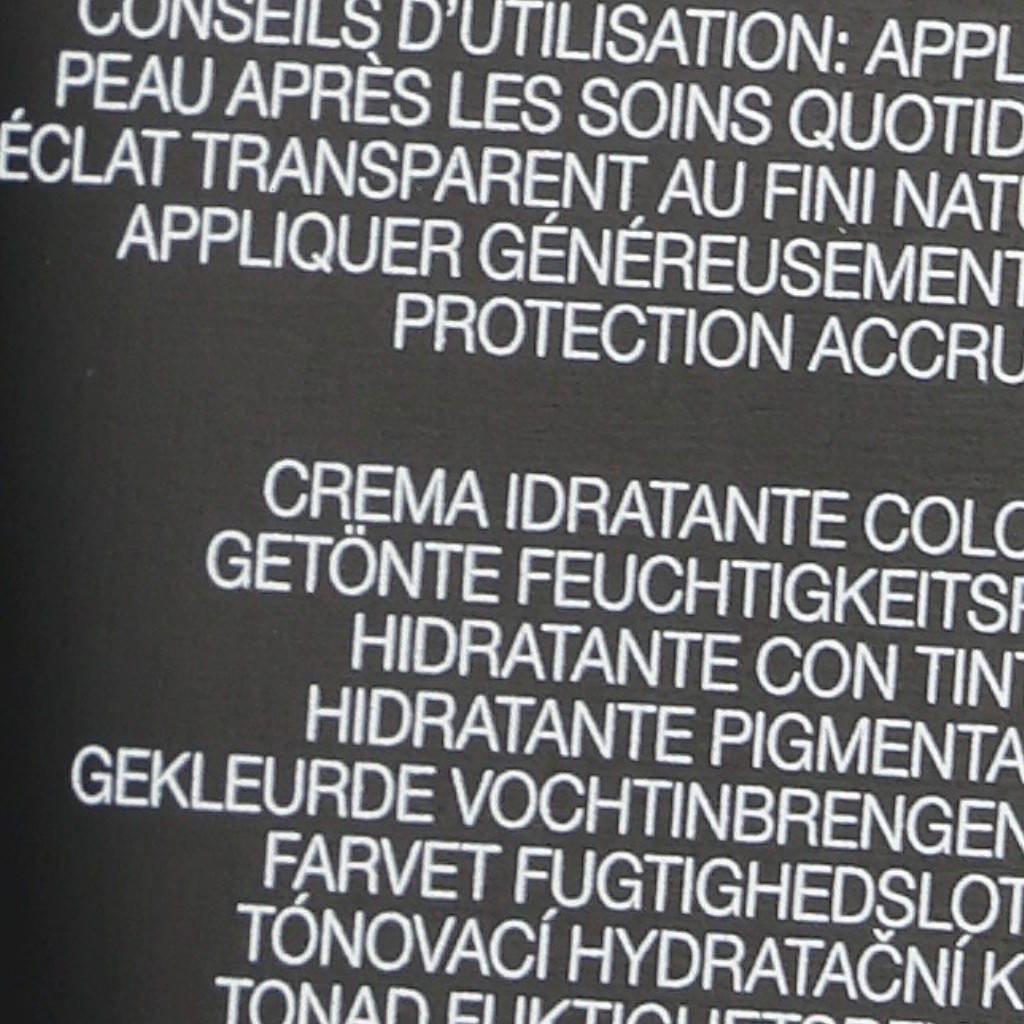 CONSEILS D'UTILISATION: APPL
PEAU APRÈS LES SOINS QUOTID
ÉCLAT TRANSPARENT AU FINI NATU
APPLIQUER GÉNÉREUSEMENT
PROTECTION ACCRU
CREMA IDRATANTE COLO
GETÖNTE FEUCHTIGKEITS
HIDRATANTE CON TINT
HIDRATANTE PIGMENTA
GEKLEURDE VOCHTINBRENGEN
FARVET FUGTIGHEDSLOT
TÓNOVACÍ HYDRATAČNÍ K
TONAD